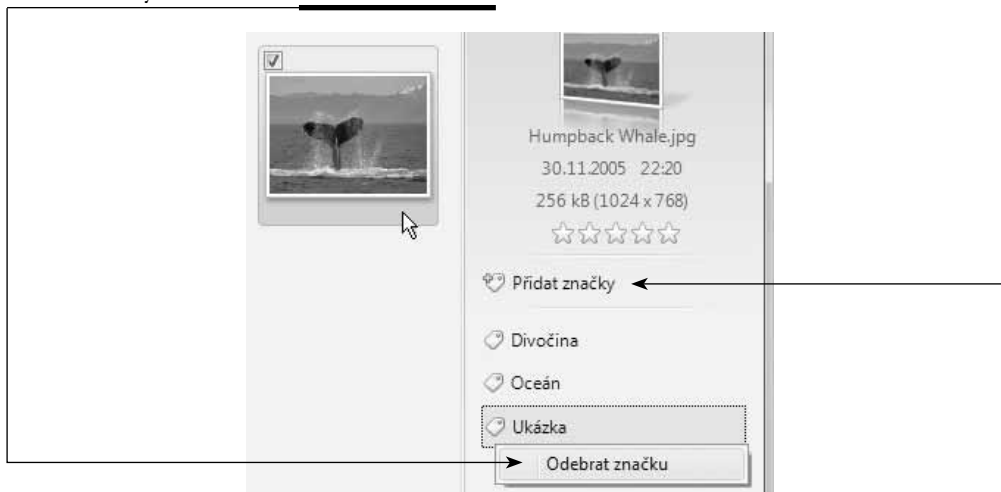 Humpback Whale.jpg
30.11.2005 22:20
256 kB (1024 x 768)
Přidat značky
Divočina
Oceán
Ukázka
Odebrat značku